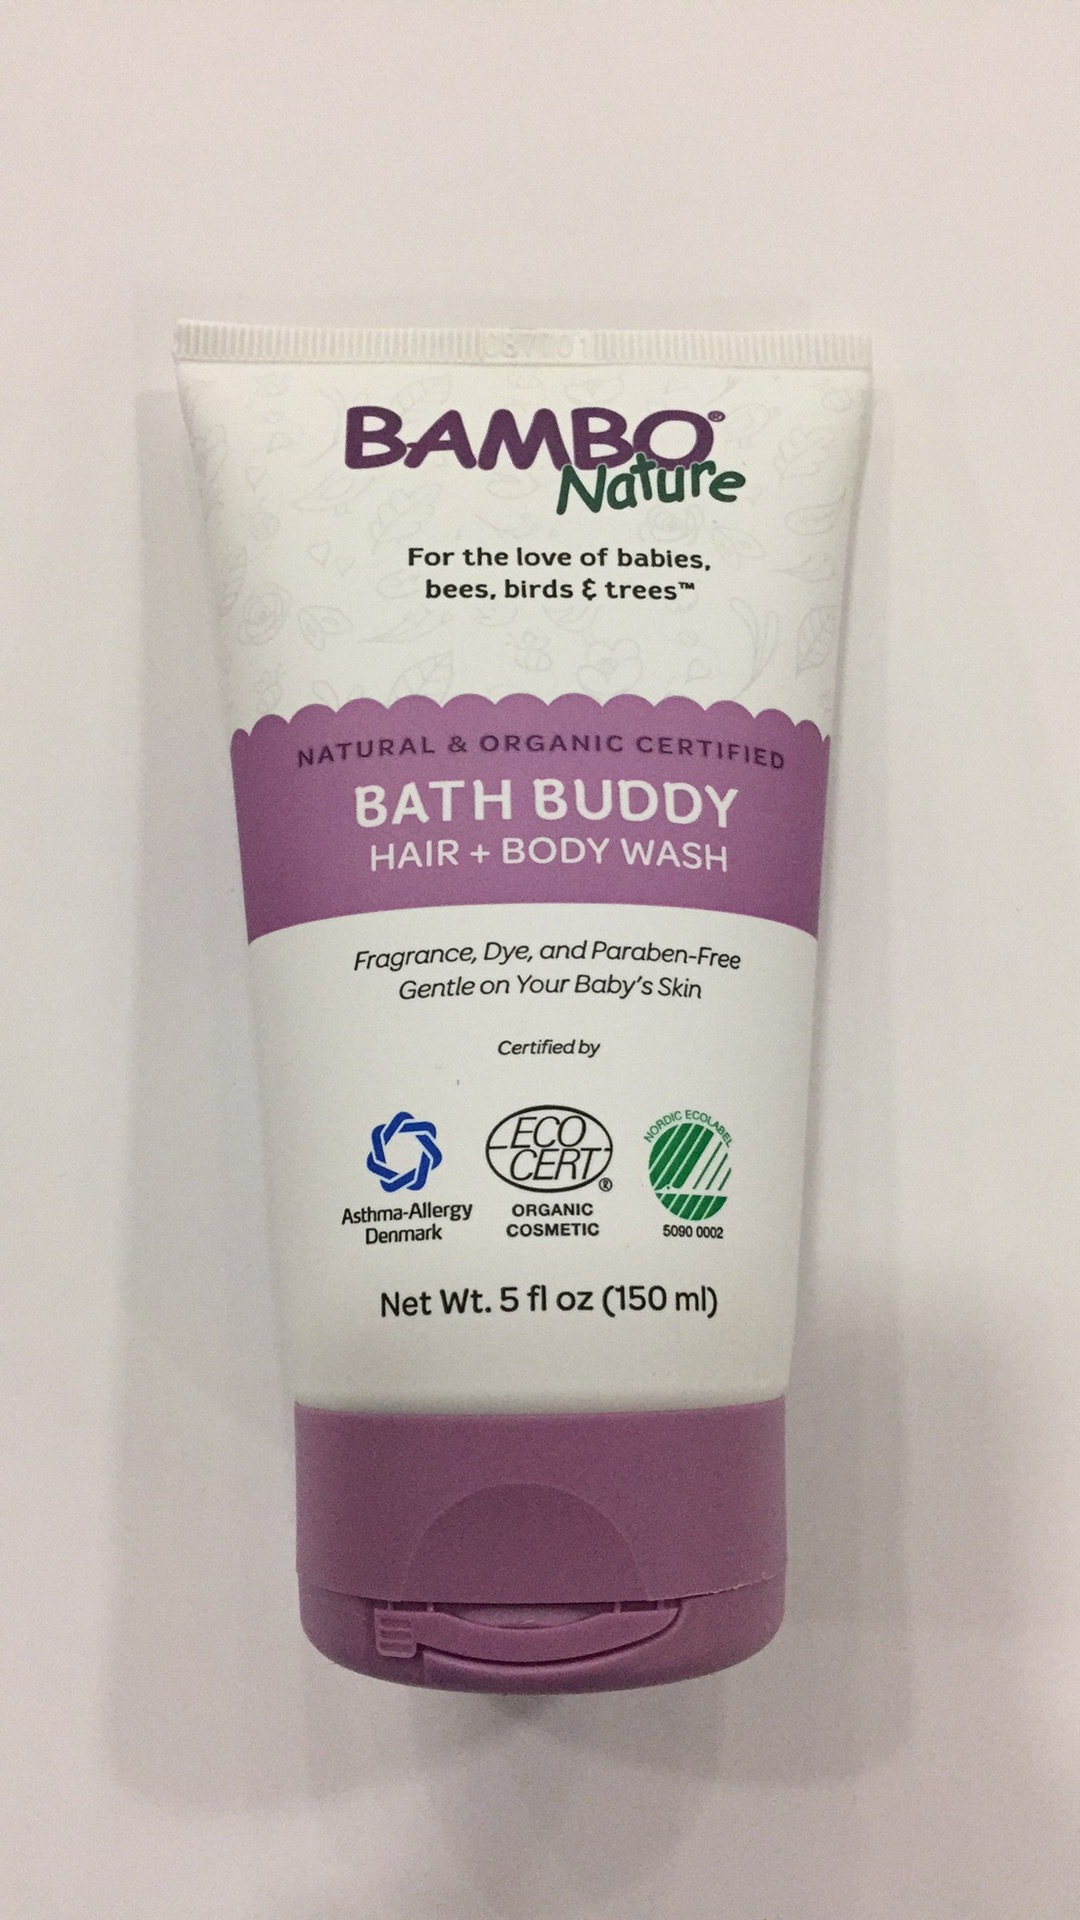 BAMBO®
Nature
For the love of babies,
bees, birds & trees™
NATURAL & ORGANIC CERTIFIED
BATH BUDDY
HAIR + BODY WASH
Fragrance, Dye, and Paraben-Free
Gentle on Your Baby's Skin
Certified by
Asthma-Allergy
Denmark
ECO
CERT®
ORGANIC
COSMETIC
NORDIC ECOLABEL
5090 0002
Net Wt. 5 fl oz (150 ml)